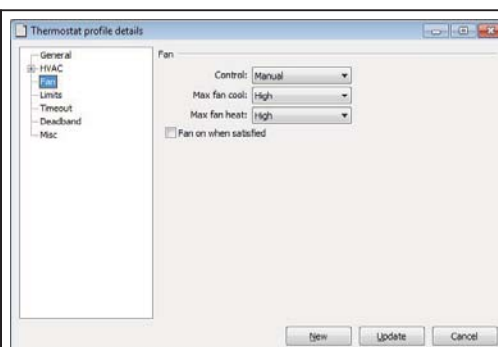 Thermostat profile details
General
HVAC
Fan
Limits
Timeout
Deadband
Misc
Fan
Control: Manual
Max fan cool: High
Max fan heat: High
Fan on when satisfied
New Update Cancel